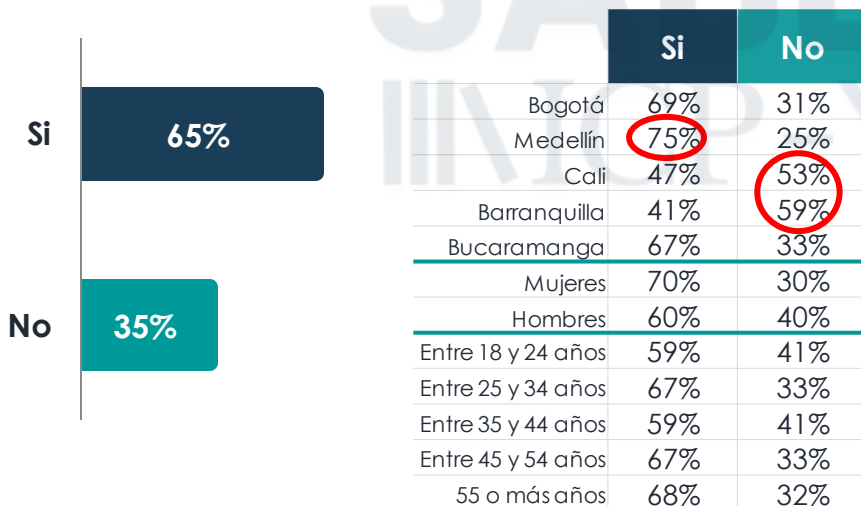 Si 65%
No 35%
SABE
ICP
Si No
Bogotá 69% 31%
Medellín 75% 25%
Cali 47% 53%
Barranquilla 41% 59%
Bucaramanga 67% 33%
Mujeres 70% 30%
Hombres 60% 40%
Entre 18 y 24 años 59% 41%
Entre 25 y 34 años 67% 33%
Entre 35 y 44 años 59% 41%
Entre 45 y 54 años 67% 33%
55 o más años 68% 32%